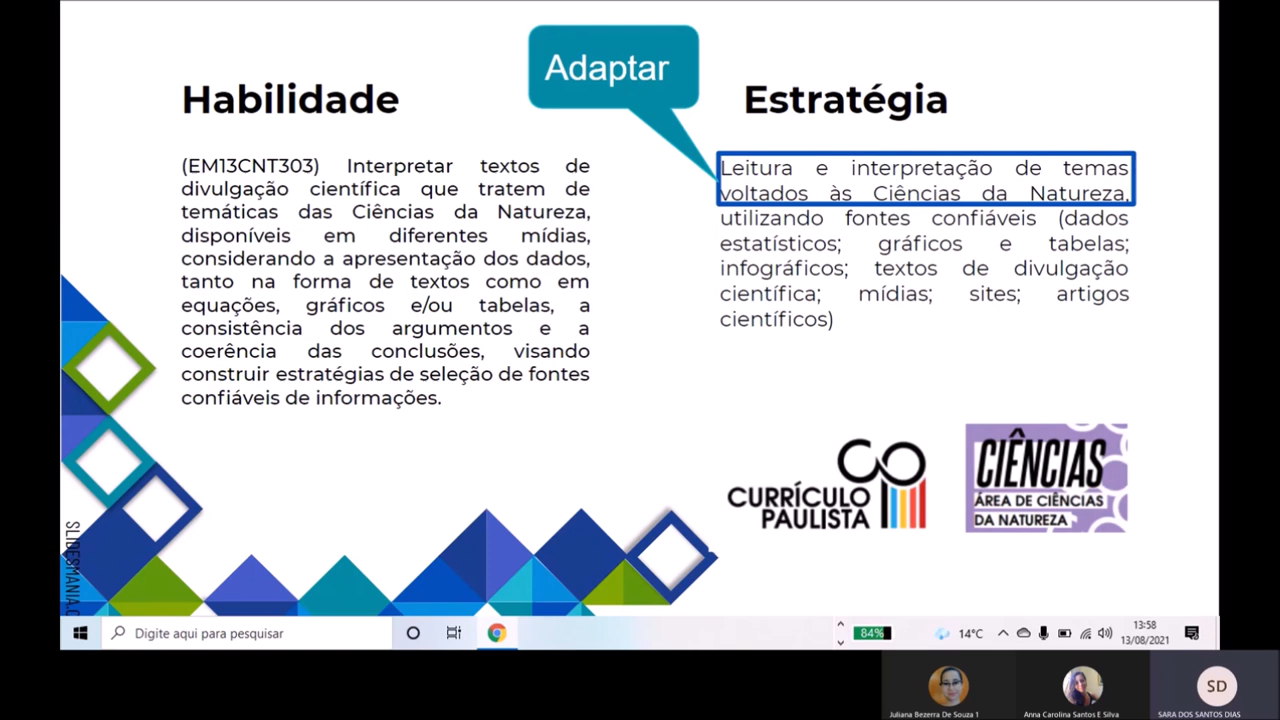 Adaptar
Habilidade
(EM13CNT303) Interpretar textos de
divulgação científica que tratem de
temáticas das Ciências da Natureza,
disponíveis em diferentes mídias,
considerando a apresentação dos dados,
tanto na forma de textos como em
equações, gráficos e/ou tabelas, a
consistência dos argumentos e a
coerência das conclusões, visando
construir estratégias de seleção de fontes
confiáveis de informações.
Estratégia
Leitura e interpretação de temas
voltados às Ciências da Natureza,
utilizando fontes confiáveis (dados
estatísticos; gráficos e tabelas;
infográficos; textos de divulgação
científica; mídias; sites; artigos
científicos)
CURRÍCULO
PAULISTA
CIÊNCIAS
ÁREA DE CIÊNCIAS
DA NATUREZA
SLIDESMANIA.C
Digite aqui para pesquisar
84%
14°C
13:58
13/08/2021
SD
Juliana Bezerra De Souza 1
Anna Carolina Santos E Silva
SARA DOS SANTOS DIAS